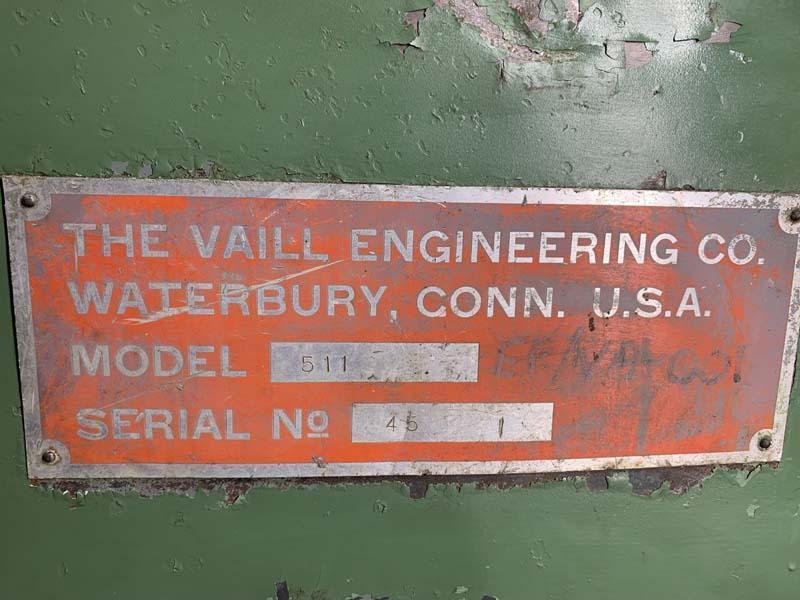 THE VAILL ENGINEERING CO.
WATERBURY, CONN. U.S.A.
MODEL 511
SERIAL No 45